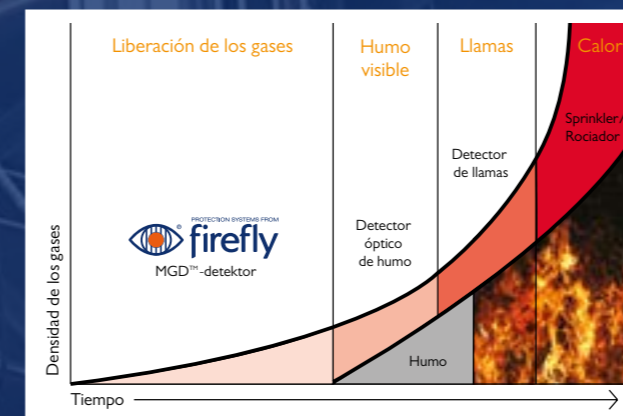 Liberación de los gases
Humo
visible
Llamas
Calor
Sprinkler/
Rociador
Detector
de llamas
PROTECTION SYSTEMS FROM
firefly
MGD™-detektor
Detector
óptico
de humo
Humo
Densidad de los gases
Tiempo